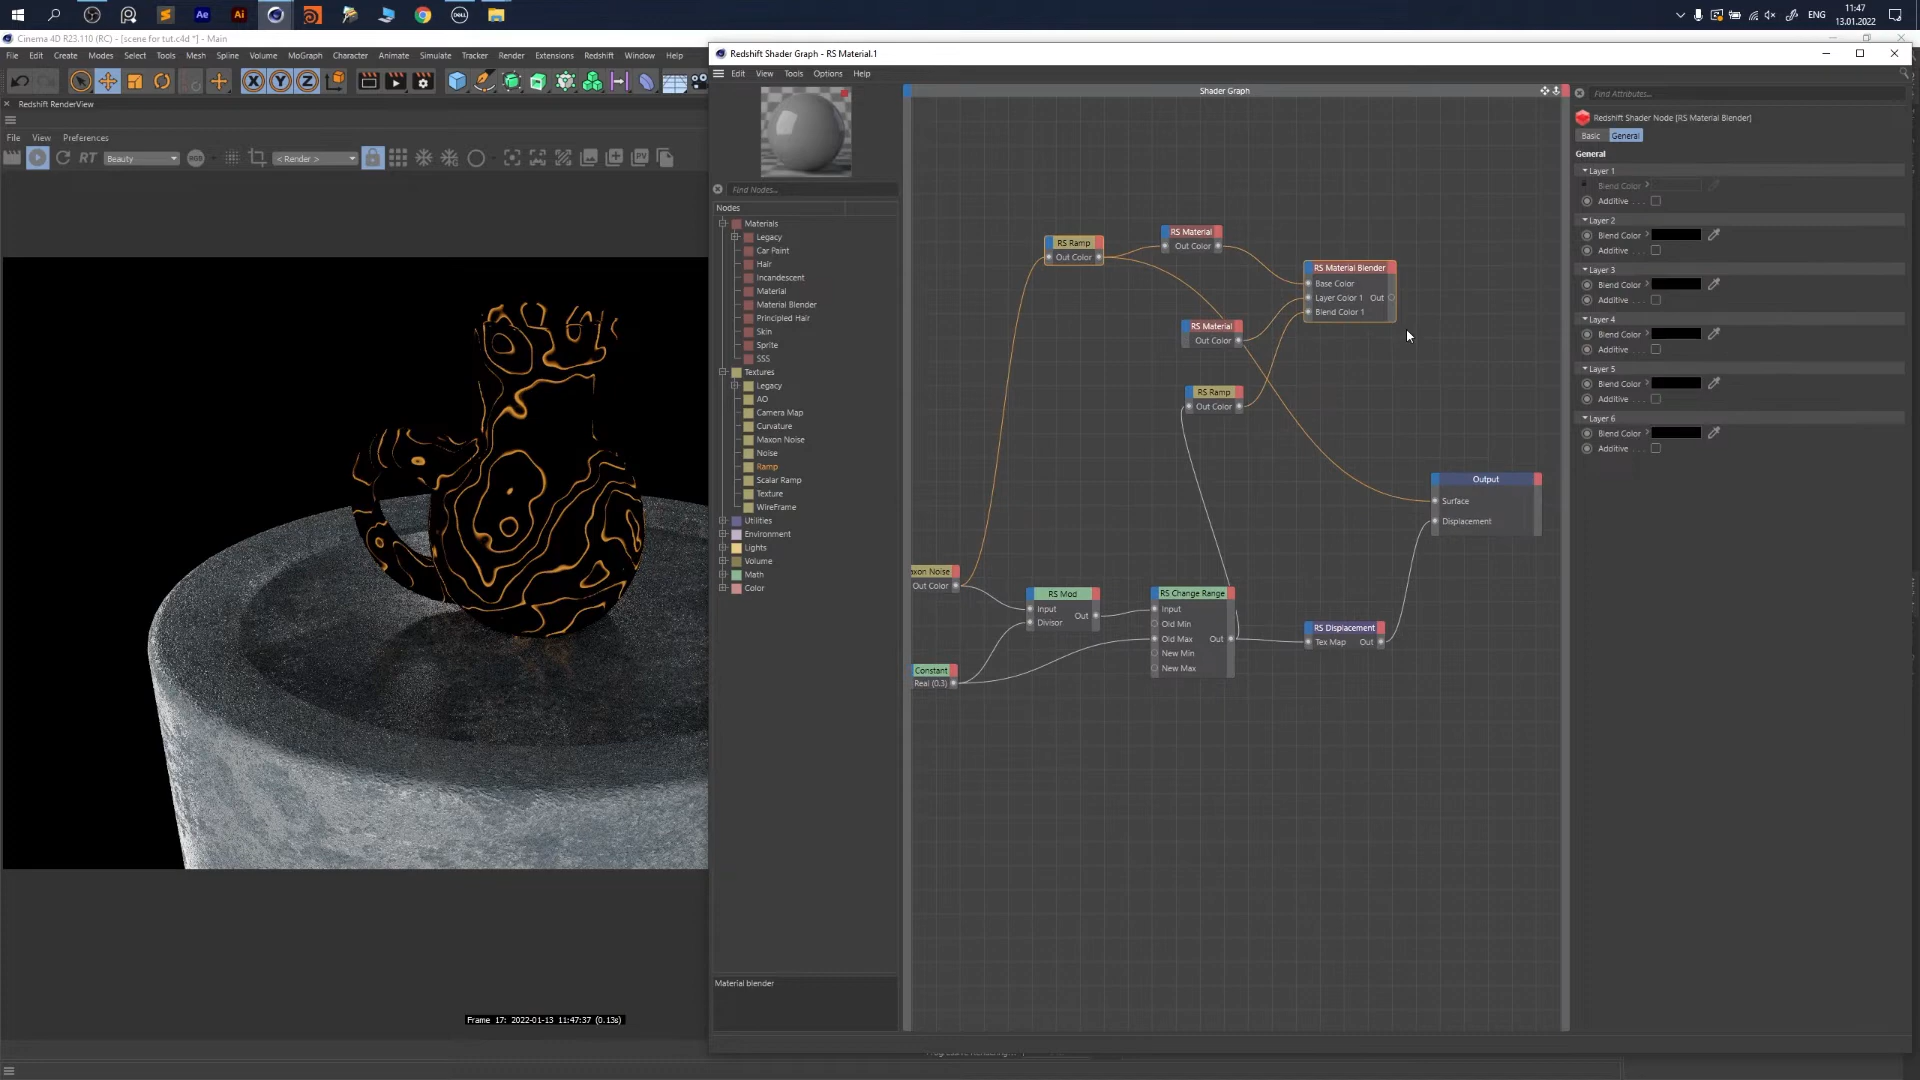 Ae
Ai
DELL
ENG
11:47
13.01.2022
Cinema 4D R23.110 (RC) - [scene for tut.c4d *] - Main
File Edit Create Modes Select Tools Mesh Spline Volume MoGraph Character Animate Simulate Tracker Render Extensions Redshift Window Help
X Y Z
Redshift RenderView
File View Preferences
RT Beauty RGB < Render > PV
Redshift Shader Graph - RS Material.1
Edit View Tools Options Help
Find Nodes...
Nodes
Materials
Legacy
Car Paint
Hair
Incandescent
Material
Material Blender
Principled Hair
Skin
Sprite
SSS
Textures
Legacy
AO
Camera Map
Curvature
Maxon Noise
Noise
Ramp
Scalar Ramp
Texture
WireFrame
Utilities
Environment
Lights
Volume
Math
Color
Material blender
Shader Graph
RS Ramp
Out Color
RS Material
Out Color
RS Material Blender
Base Color
Layer Color 1 Out
Blend Color 1
RS Material
Out Color
RS Ramp
Out Color
Output
Surface
Displacement
axon Noise
Out Color
RS Mod
Input
Out
Divisor
RS Change Range
Input
Old Min
Old Max Out
New Min
New Max
RS Displacement
Tex Map Out
Constant
Real (0.3)
Find Attributes...
Redshift Shader Node [RS Material Blender]
Basic General
General
Layer 1
Blend Color
Additive . . .
Layer 2
Blend Color
Additive . . .
Layer 3
Blend Color
Additive . . .
Layer 4
Blend Color
Additive . . .
Layer 5
Blend Color
Additive . . .
Layer 6
Blend Color
Additive . . .
Frame 17: 2022-01-13 11:47:37 (0.13s)